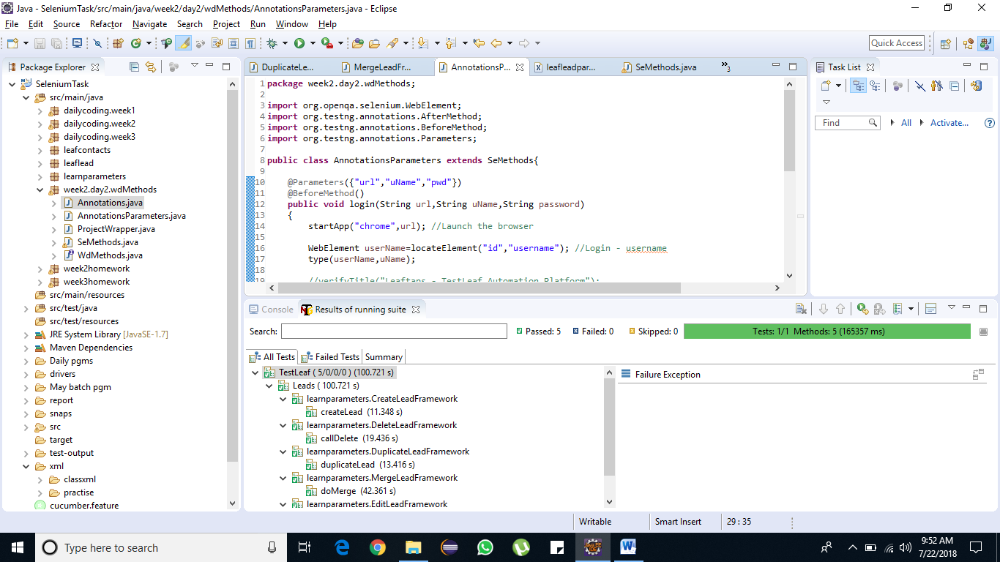 Java - SeleniumTask/src/main/java/week2/day2/wdMethods/AnnotationsParameters.java - Eclipse
File Edit Source Refactor Navigate Search Project Run Window Help
Quick Access
Package Explorer
SeleniumTask
src/main/java
dailycoding.week1
dailycoding.week2
dailycoding.week3
leafcontacts
leaflead
learnparameters
week2.day2.wdMethods
Annotations.java
AnnotationsParameters.java
ProjectWrapper.java
SeMethods.java
WdMethods.java
week2homework
week3homework
src/main/resources
src/test/java
src/test/resources
JRE System Library [JavaSE-1.7]
Maven Dependencies
Daily pgms
drivers
May batch pgm
report
snaps
src
target
test-output
xml
classxml
practise
cucumber.feature
DuplicateLe... MergeLeadFr... AnnotationsP... leafleadpar... SeMethods.java »3
1 package week2.day2.wdMethods;
2
3 import org.openqa.selenium.WebElement;
4 import org.testng.annotations.AfterMethod;
5 import org.testng.annotations.BeforeMethod;
6 import org.testng.annotations.Parameters;
7
8 public class AnnotationsParameters extends SeMethods{
9
10 @Parameters({"url","uName","pwd"})
11 @BeforeMethod()
12 public void login(String url,String uName,String password)
13 {
14 startApp("chrome",url); //Launch the browser
15
16 WebElement userName=locateElement("id","username"); //Login - username
17 type(userName,uName);
18
19 //verifyTitle("Leaftaps - TestLeaf Automation Platform");
Task List
Find All Activate...
Console Results of running suite
Search: Passed: 5 Failed: 0 Skipped: 0 Tests: 1/1 Methods: 5 (165357 ms)
All Tests Failed Tests Summary
TestLeaf ( 5/0/0/0 ) (100.721 s)
Leads ( 100.721 s)
learnparameters.CreateLeadFramework
createLead (11.348 s)
learnparameters.DeleteLeadFramework
callDelete (19.436 s)
learnparameters.DuplicateLeadFramework
duplicateLead (13.416 s)
learnparameters.MergeLeadFramework
doMerge (42.361 s)
learnparameters.EditLeadFramework
Failure Exception
Writable Smart Insert 29 : 35
Type here to search
9:52 AM
7/22/2018